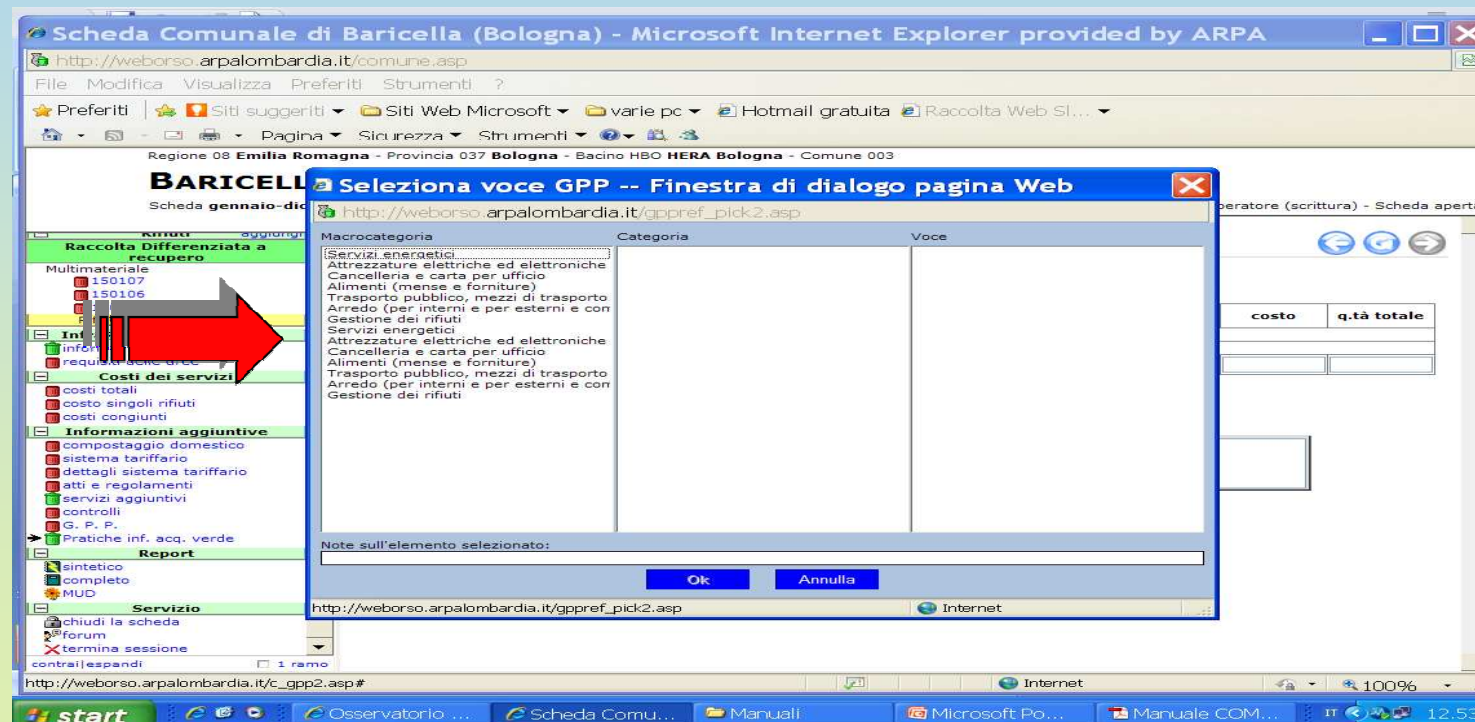 Scheda Comunale di Baricella (Bologna) - Microsoft Internet Explorer provided by ARPA
http://weborso.arpalombardia.it/comune.asp
File Modifica Visualizza Preferiti Strumenti ?
Preferiti Siti suggeriti Siti Web Microsoft varie pc Hotmail gratuita Raccolta Web Sl...
Pagina Sicurezza Strumenti
Regione 08 Emilia Romagna - Provincia 037 Bologna - Bacino HBO HERA Bologna - Comune 003
BARICELL
Scheda gennaio-dic
peratore (scrittura) - Scheda aperta
Rifiuti
Raccolta Differenziata a recupero
Multimateriale
150107
150106
costo q.tà totale
Costi dei servizi
costi totali
costo singoli rifiuti
costi congiunti
Informazioni aggiuntive
compostaggio domestico
sistema tariffario
dettagli sistema tariffario
atti e regolamenti
servizi aggiuntivi
controlli
G. P. P.
Pratiche inf. acq. verde
Report
sintetico
completo
MUD
Servizio
chiudi la scheda
forum
termina sessione
contrai|espandi 1 ramo
Seleziona voce GPP -- Finestra di dialogo pagina Web
http://weborso.arpalombardia.it/gppref_pick2.asp
Macrocategoria Categoria Voce
Servizi energetici
Attrezzature elettriche ed elettroniche
Cancelleria e carta per ufficio
Alimenti (mense e forniture)
Trasporto pubblico, mezzi di trasporto
Arredo (per interni e per esterni e con
Gestione dei rifiuti
Servizi energetici
Attrezzature elettriche ed elettroniche
Cancelleria e carta per ufficio
Alimenti (mense e forniture)
Trasporto pubblico, mezzi di trasporto
Arredo (per interni e per esterni e con
Gestione dei rifiuti
Note sull'elemento selezionato:
Ok Annulla
http://weborso.arpalombardia.it/gppref_pick2.asp Internet
http://weborso.arpalombardia.it/c_gpp2.asp# Internet 100%
start Osservatorio ... Scheda Comu... Manuali Microsoft Po... Manuale COM... IT 12.53